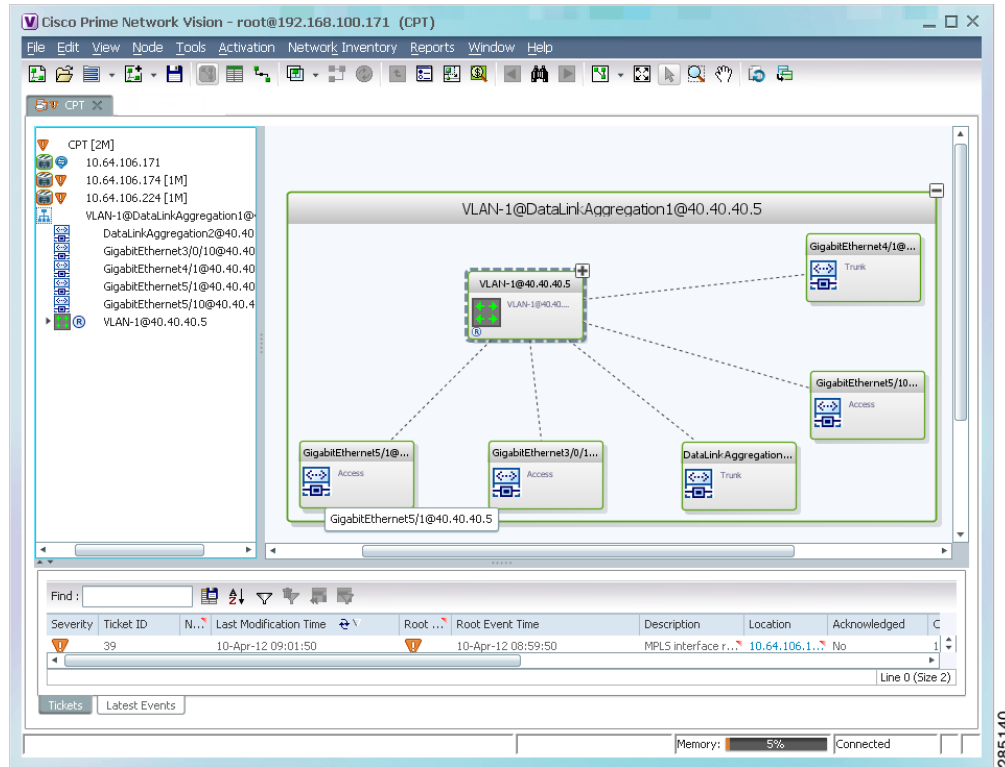 Cisco Prime Network Vision - root@192.168.100.171 (CPT)
File Edit View Node Tools Activation Network Inventory Reports Window Help
CPT
CPT [2M]
10.64.106.171
10.64.106.174 [1M]
10.64.106.224 [1M]
VLAN-1@DataLinkAggregation1@
DataLinkAggregation2@40.40
GigabitEthernet3/0/10@40.40
GigabitEthernet4/1@40.40.40
GigabitEthernet5/1@40.40.40
GigabitEthernet5/10@40.40.4
R VLAN-1@40.40.40.5
VLAN-1@DataLinkAggregation1@40.40.40.5
GigabitEthernet4/1@...
Trunk
VLAN-1@40.40.40.5
VLAN-1@40.40....
R
GigabitEthernet5/10...
Access
GigabitEthernet5/1@...
Access
GigabitEthernet3/0/1...
Access
DataLinkAggregation...
Trunk
GigabitEthernet5/1@40.40.40.5
Find :
Severity Ticket ID N... Last Modification Time Root ... Root Event Time Description Location Acknowledged C
39 10-Apr-12 09:01:50 10-Apr-12 08:59:50 MPLS interface r... 10.64.106.1... No 1
Line 0 (Size 2)
Tickets Latest Events
Memory: 5% Connected
285140